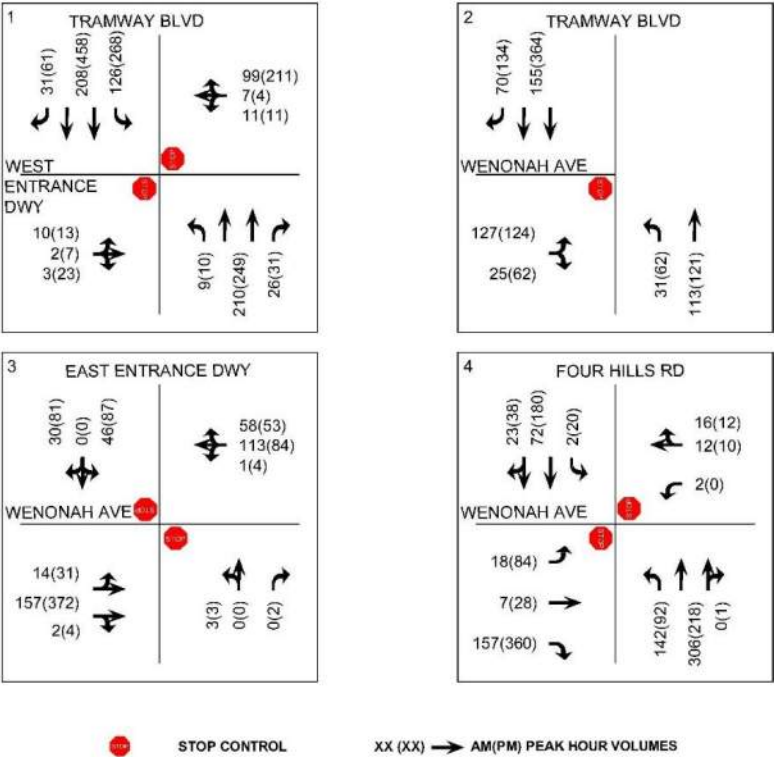 1
TRAMWAY BLVD
31(61)
208(458)
126(268)
99(211)
7(4)
11(11)
STOP
WEST
ENTRANCE
DWY
STOP
10(13)
2(7)
3(23)
9(10)
210(249)
26(31)
2
TRAMWAY BLVD
70(134)
155(364)
WENONAH AVE
STOP
127(124)
25(62)
31(62)
113(121)
3
EAST ENTRANCE DWY
30(81)
0(0)
46(87)
58(53)
113(84)
1(4)
WENONAH AVE
STOP
STOP
14(31)
157(372)
2(4)
3(3)
0(0)
0(2)
4
FOUR HILLS RD
23(38)
72(180)
2(20)
16(12)
12(10)
2(0)
WENONAH AVE
STOP
STOP
18(84)
7(28)
157(360)
142(92)
306(218)
0(1)
STOP
STOP CONTROL
XX (XX)
AM(PM) PEAK HOUR VOLUMES